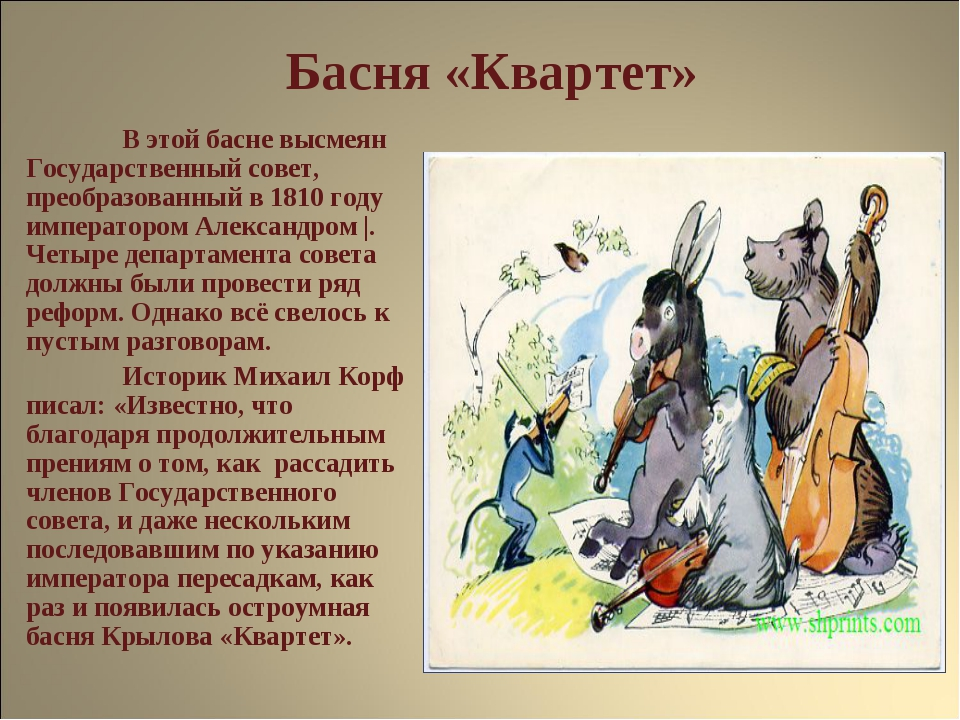 Басня «Квартет»
В этой басне высмеян
Государственный совет,
преобразованный в 1810 году
императором Александром |.
Четыре департамента совета
должны были провести ряд
реформ. Однако всё свелось к
пустым разговорам.
Историк Михаил Корф
писал: «Известно, что
благодаря продолжительным
прениям о том, как рассадить
членов Государственного
совета, и даже нескольким
последовавшим по указанию
императора пересадкам, как
раз и появилась остроумная
басня Крылова «Квартет».
www.shprints.com